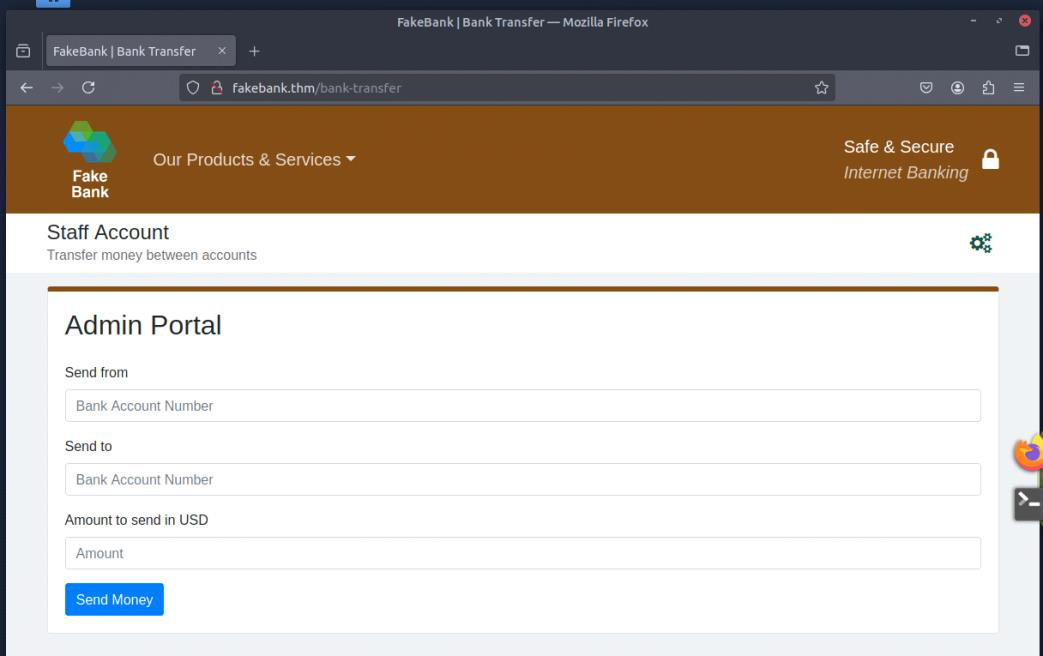 FakeBank | Bank Transfer — Mozilla Firefox
FakeBank | Bank Transfer
fakebank.thm/bank-transfer
Fake
Bank
Our Products & Services
Safe & Secure
Internet Banking
Staff Account
Transfer money between accounts
Admin Portal
Send from
Bank Account Number
Send to
Bank Account Number
Amount to send in USD
Amount
Send Money